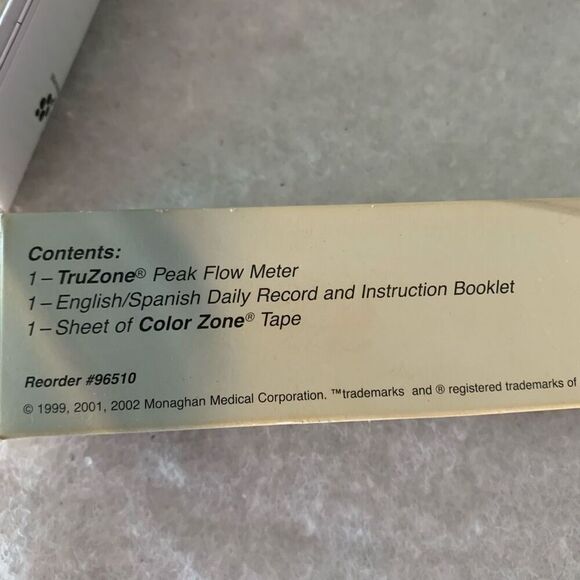 Contents:
1–TruZone® Peak Flow Meter
1–English/Spanish Daily Record and Instruction Booklet
1–Sheet of Color Zone® Tape
Reorder #96510
© 1999, 2001, 2002 Monaghan Medical Corporation. ™trademarks and ® registered trademarks of